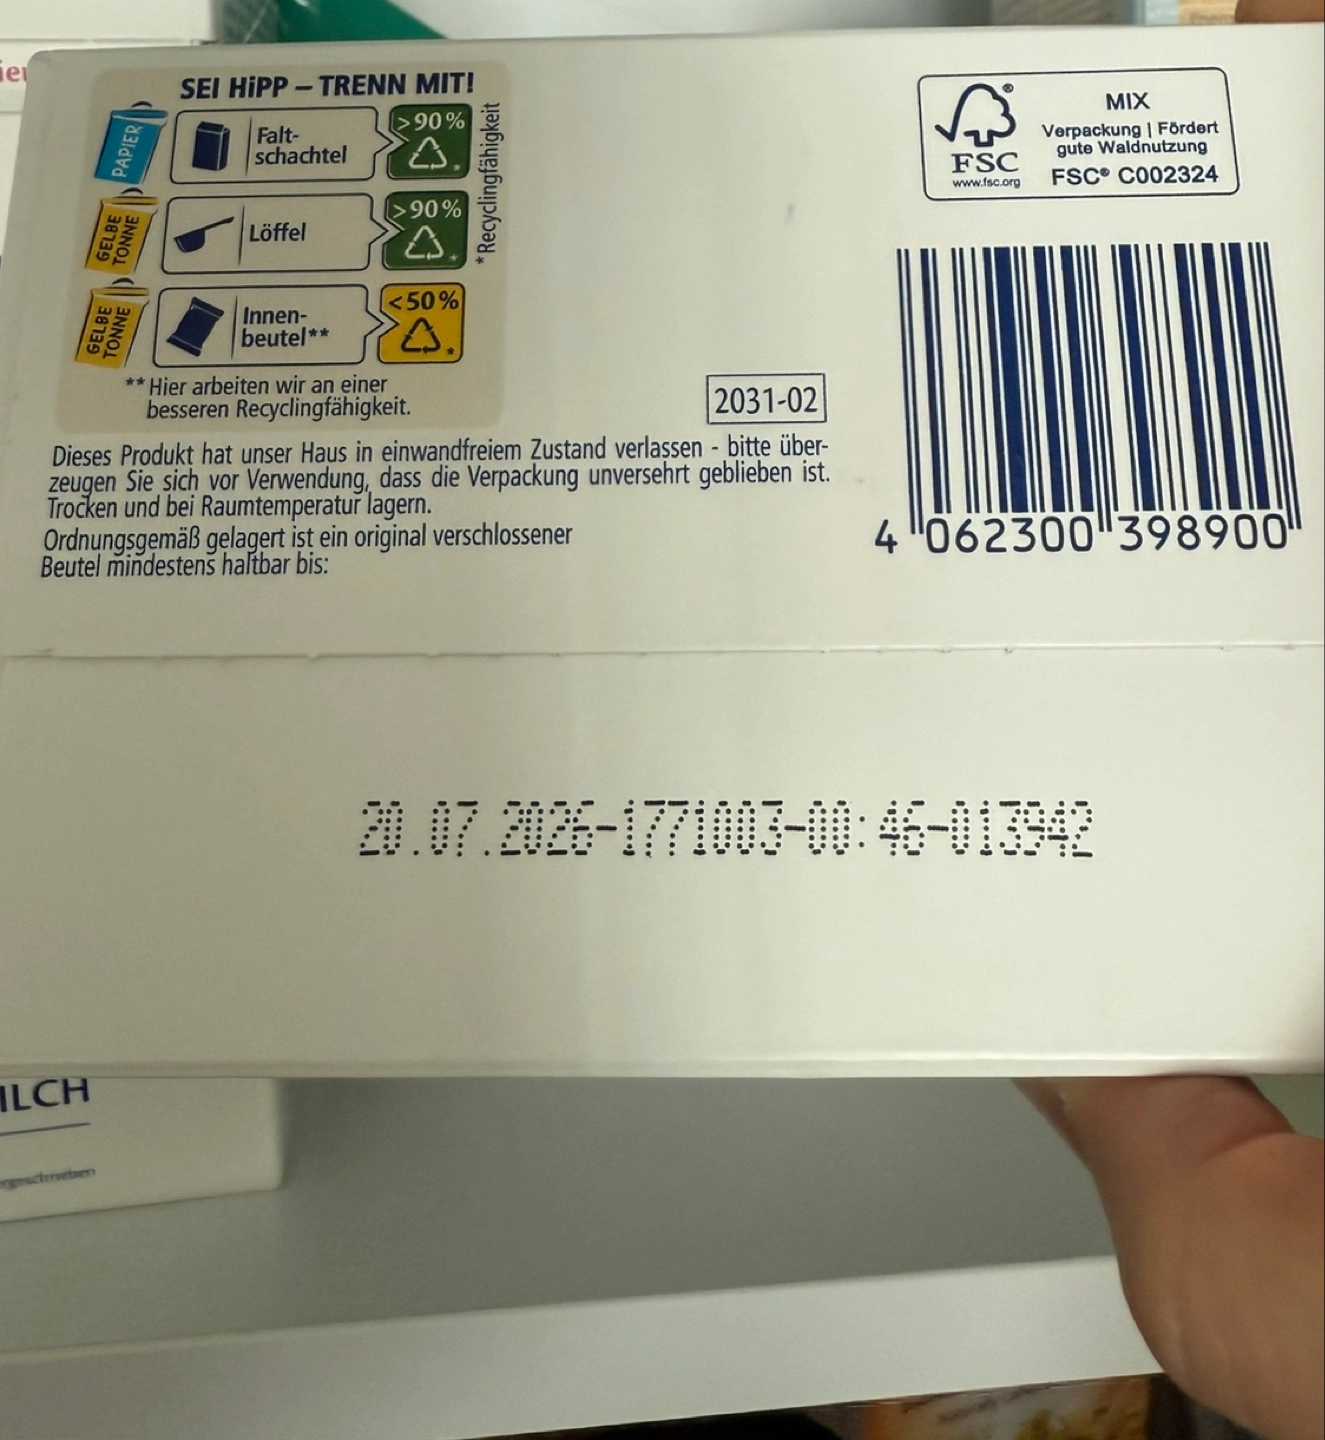 SEI HiPP – TRENN MIT!
PAPIER
Falt-
schachtel
>90%
*
GELBE
TONNE
Löffel
>90%
*
GELBE
TONNE
Innen-
beutel**
<50%
*
*Recyclingfähigkeit
**Hier arbeiten wir an einer
besseren Recyclingfähigkeit.
FSC®
www.fsc.org
MIX
Verpackung | Fördert
gute Waldnutzung
FSC® C002324
2031-02
Dieses Produkt hat unser Haus in einwandfreiem Zustand verlassen - bitte über-
zeugen Sie sich vor Verwendung, dass die Verpackung unversehrt geblieben ist.
Trocken und bei Raumtemperatur lagern.
Ordnungsgemäß gelagert ist ein original verschlossener
Beutel mindestens haltbar bis:
4 062300 398900
20.07.2026-1771003-00:46-013942
ILCH